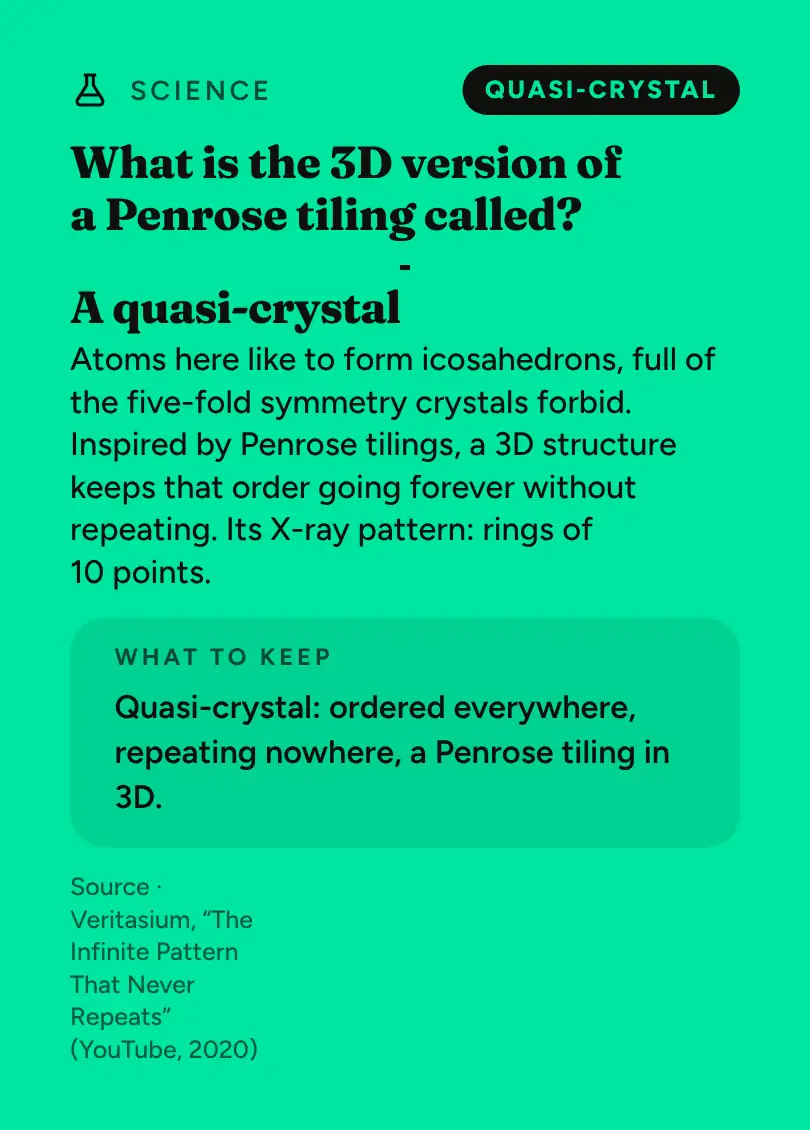 SCIENCE
QUASI-CRYSTAL
What is the 3D version of
a Penrose tiling called?
-
A quasi-crystal
Atoms here like to form icosahedrons, full of
the five-fold symmetry crystals forbid.
Inspired by Penrose tilings, a 3D structure
keeps that order going forever without
repeating. Its X-ray pattern: rings of
10 points.
WHAT TO KEEP
Quasi-crystal: ordered everywhere,
repeating nowhere, a Penrose tiling in
3D.
Source ·
Veritasium, “The
Infinite Pattern
That Never
Repeats”
(YouTube, 2020)